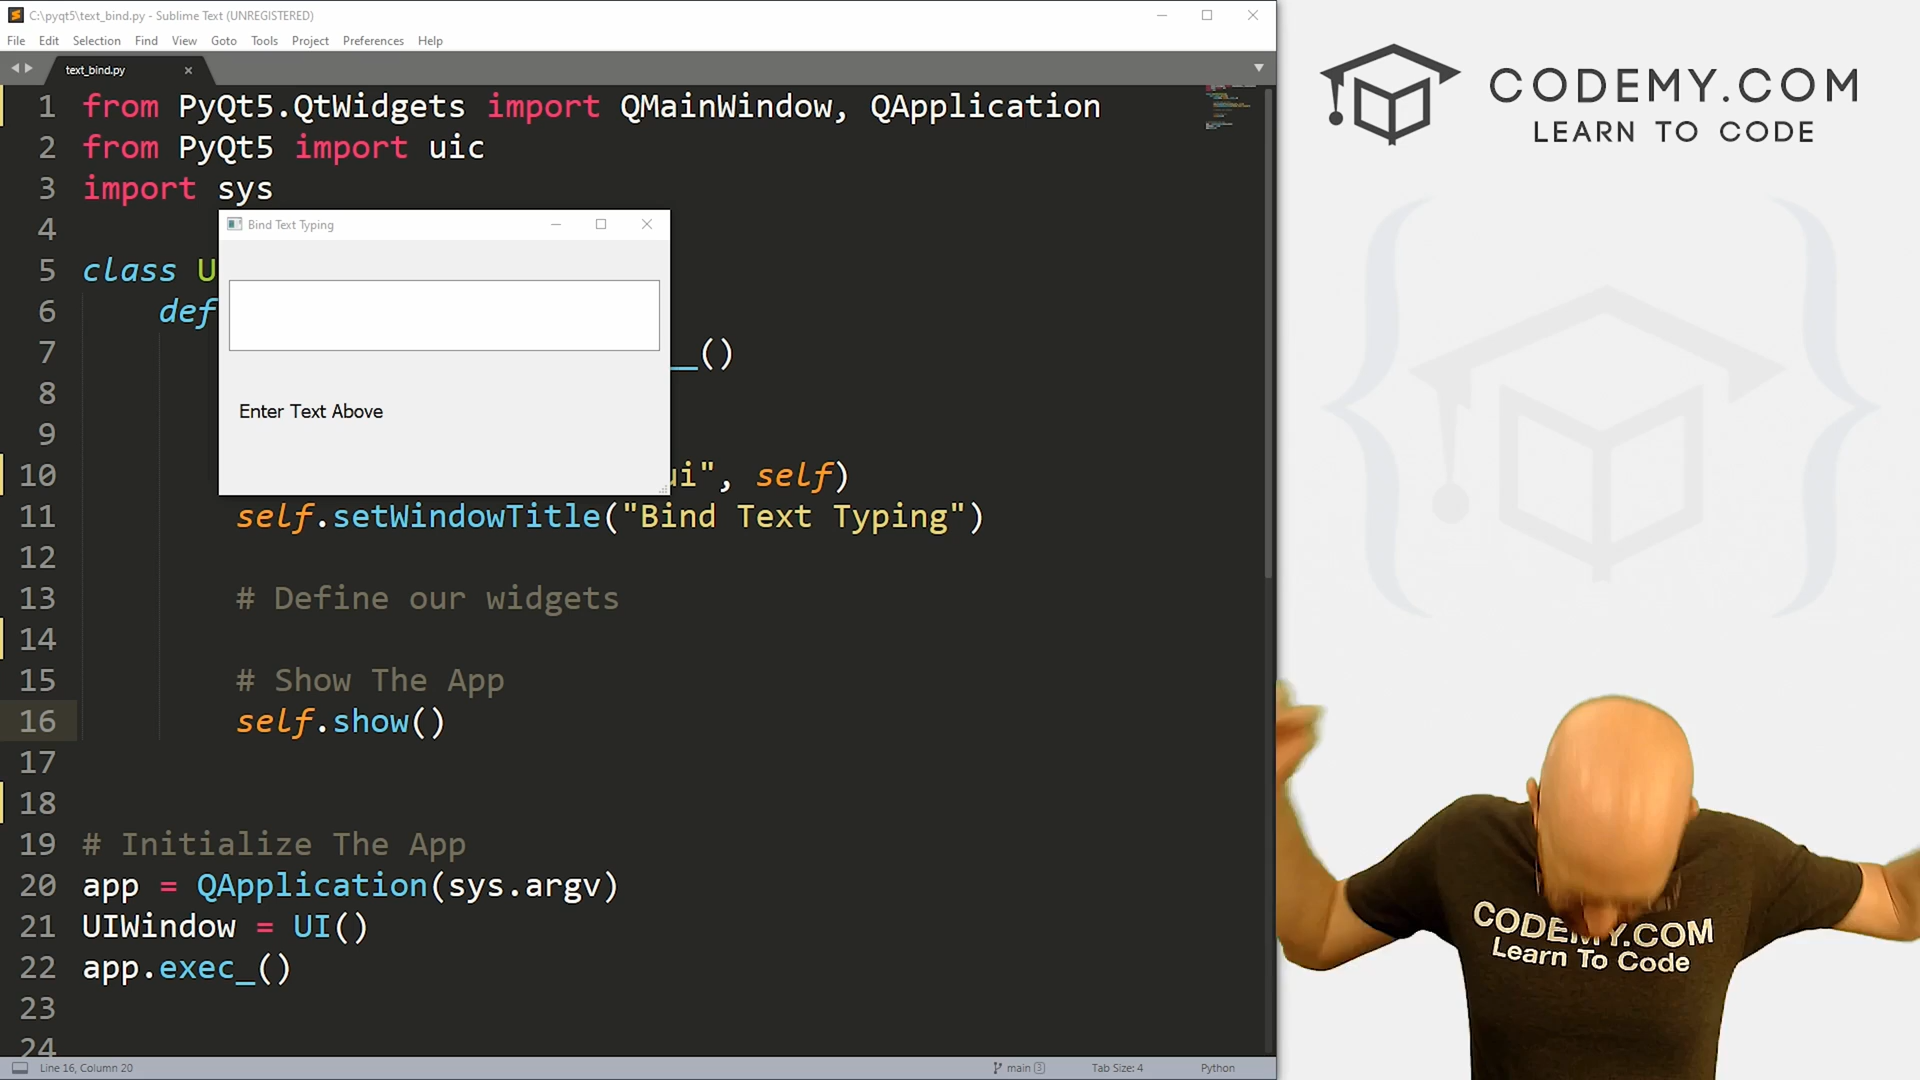 C:\pyqt5\text_bind.py - Sublime Text (UNREGISTERED)
File Edit Selection Find View Goto Tools Project Preferences Help
text_bind.py
1 from PyQt5.QtWidgets import QMainWindow, QApplication
2 from PyQt5 import uic
3 import sys
4
5 class U
6 def
7 __()
8
9
10 ui", self)
11 self.setWindowTitle("Bind Text Typing")
12
13 # Define our widgets
14
15 # Show The App
16 self.show()
17
18
19 # Initialize The App
20 app = QApplication(sys.argv)
21 UIWindow = UI()
22 app.exec_()
23
24
Bind Text Typing
Enter Text Above
Line 16, Column 20
main 3
Tab Size: 4
Python
CODEMY.COM
LEARN TO CODE
CODEMY.COM
Learn To Code